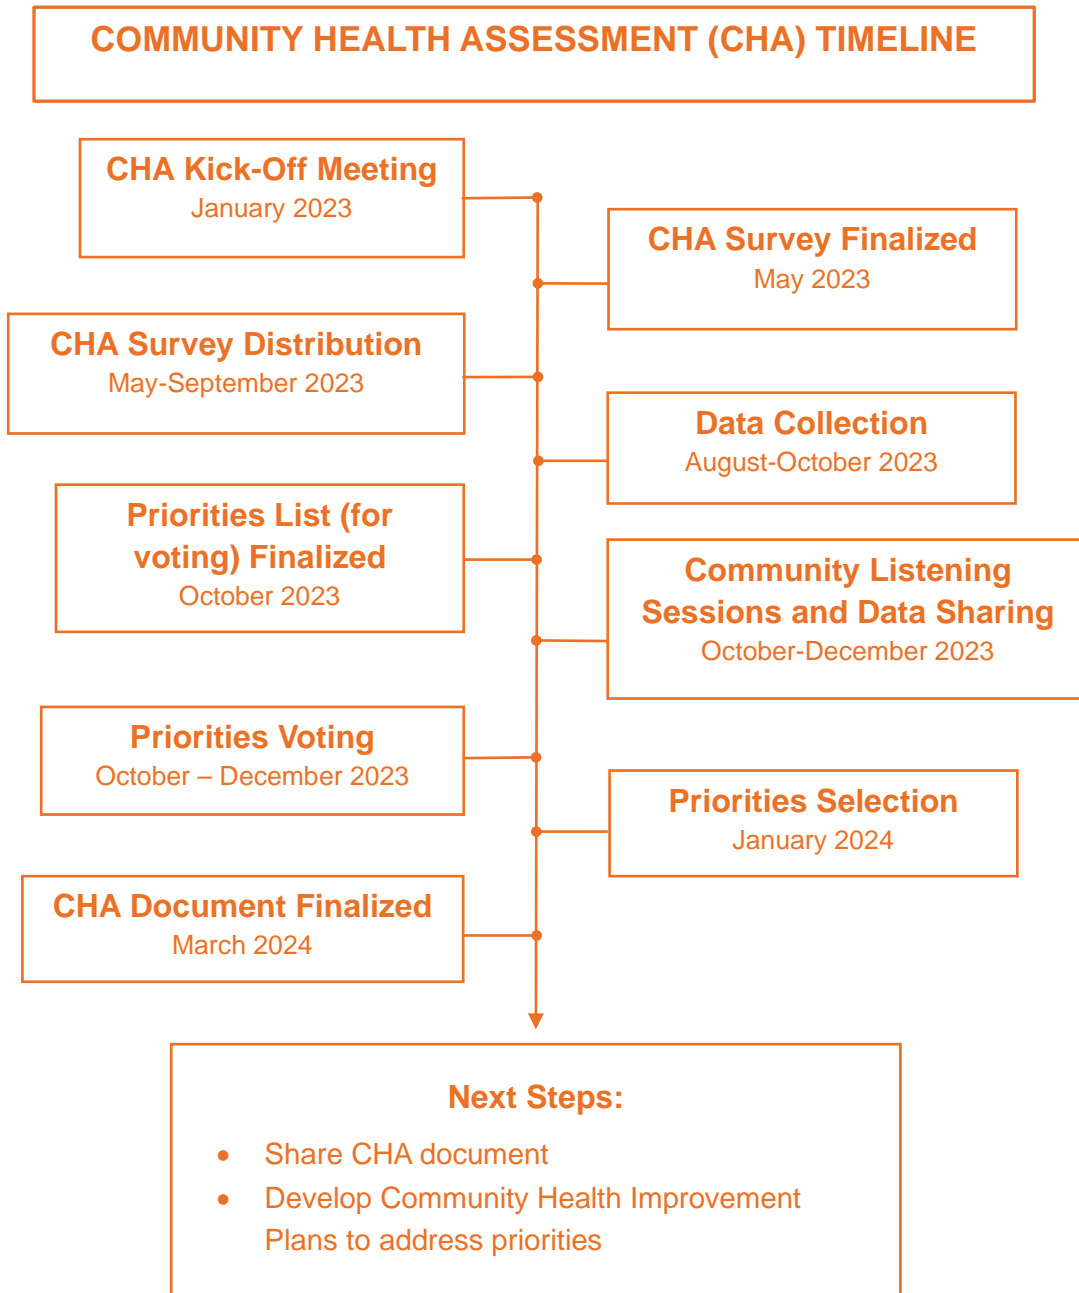 COMMUNITY HEALTH ASSESSMENT (CHA) TIMELINE
CHA Kick-Off Meeting
January 2023
CHA Survey Finalized
May 2023
CHA Survey Distribution
May-September 2023
Data Collection
August-October 2023
Priorities List (for
voting) Finalized
October 2023
Community Listening
Sessions and Data Sharing
October-December 2023
Priorities Voting
October – December 2023
Priorities Selection
January 2024
CHA Document Finalized
March 2024
Next Steps:
• Share CHA document
• Develop Community Health Improvement
Plans to address priorities